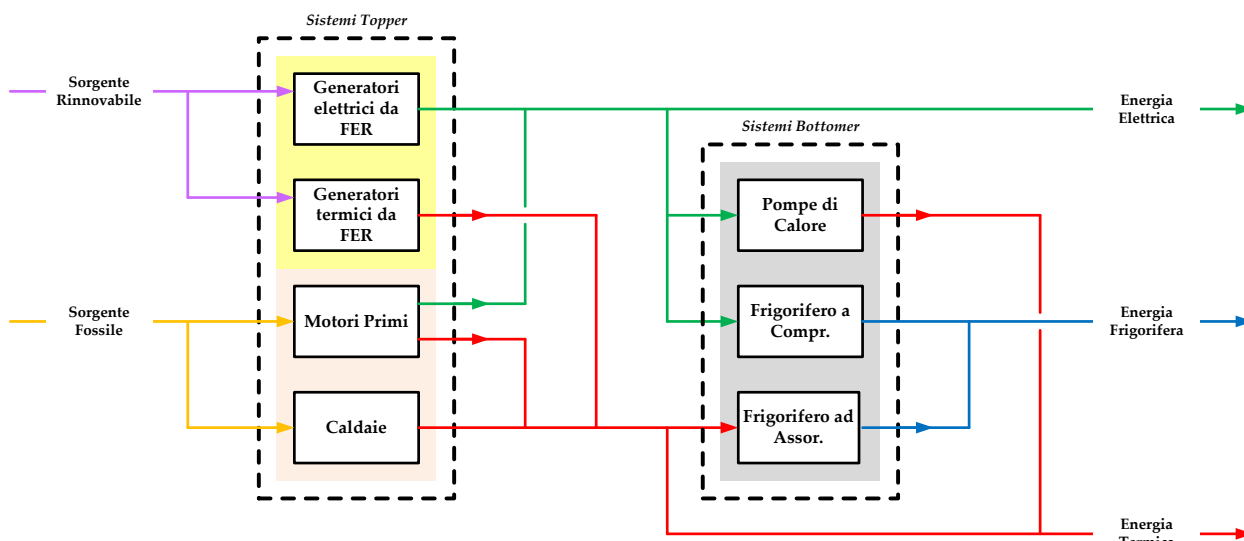 Sistemi Topper
Sorgente
Rinnovabile
Generatori
elettrici da
FER
Energia
Elettrica
Sistemi Bottomer
Generatori
termici da
FER
Pompe di
Calore
Sorgente
Fossile
Motori Primi
Frigorifero a
Compr.
Energia
Frigorifera
Caldaie
Frigorifero ad
Assor.
Energia